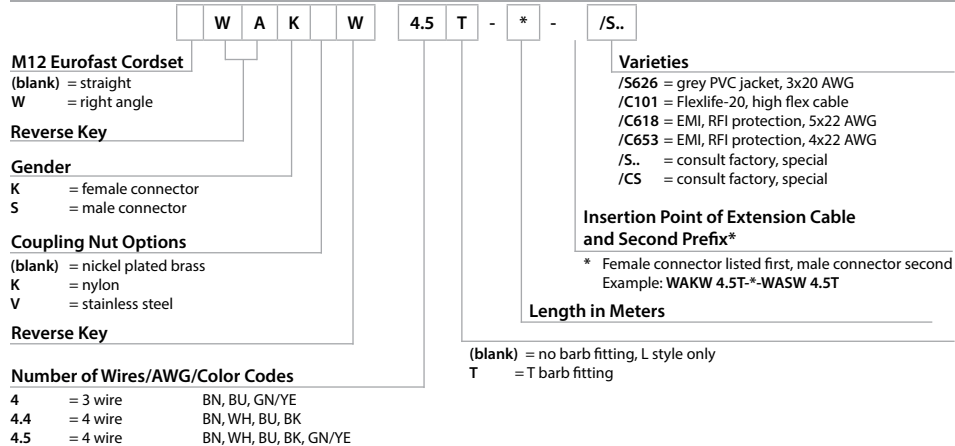 W A K W 4.5 T - * - /S..
M12 Eurofast Cordset
(blank) = straight
W = right angle
Reverse Key
Gender
K = female connector
S = male connector
Coupling Nut Options
(blank) = nickel plated brass
K = nylon
V = stainless steel
Reverse Key
Number of Wires/AWG/Color Codes
4 = 3 wire BN, BU, GN/YE
4.4 = 4 wire BN, WH, BU, BK
4.5 = 4 wire BN, WH, BU, BK, GN/YE
Varieties
/S626 = grey PVC jacket, 3x20 AWG
/C101 = Flexlife-20, high flex cable
/C618 = EMI, RFI protection, 5x22 AWG
/C653 = EMI, RFI protection, 4x22 AWG
/S.. = consult factory, special
/CS = consult factory, special
Insertion Point of Extension Cable
and Second Prefix*
* Female connector listed first, male connector second
Example: WAKW 4.5T-*-WASW 4.5T
Length in Meters
(blank) = no barb fitting, L style only
T = T barb fitting